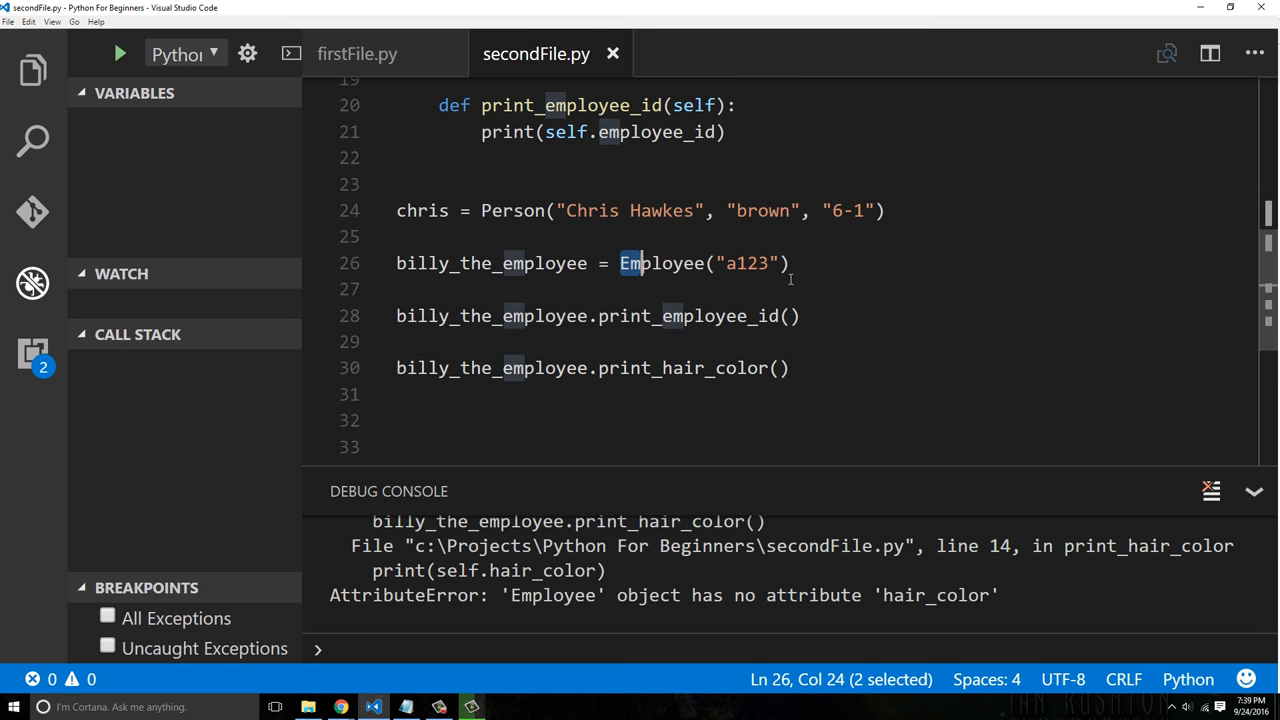 secondFile.py - Python For Beginners - Visual Studio Code
File Edit View Go Help
Pythor
firstFile.py
secondFile.py
VARIABLES
WATCH
CALL STACK
2
BREAKPOINTS
All Exceptions
Uncaught Exceptions
19
20 def print_employee_id(self):
21 print(self.employee_id)
22
23
24 chris = Person("Chris Hawkes", "brown", "6-1")
25
26 billy_the_employee = Employee("a123")
27
28 billy_the_employee.print_employee_id()
29
30 billy_the_employee.print_hair_color()
31
32
33
DEBUG CONSOLE
billy_the_employee.print_hair_color()
File "c:\Projects\Python For Beginners\secondFile.py", line 14, in print_hair_color
print(self.hair_color)
AttributeError: 'Employee' object has no attribute 'hair_color'
0 0
Ln 26, Col 24 (2 selected) Spaces: 4 UTF-8 CRLF Python
I'm Cortana. Ask me anything.
7:39 PM
9/24/2016